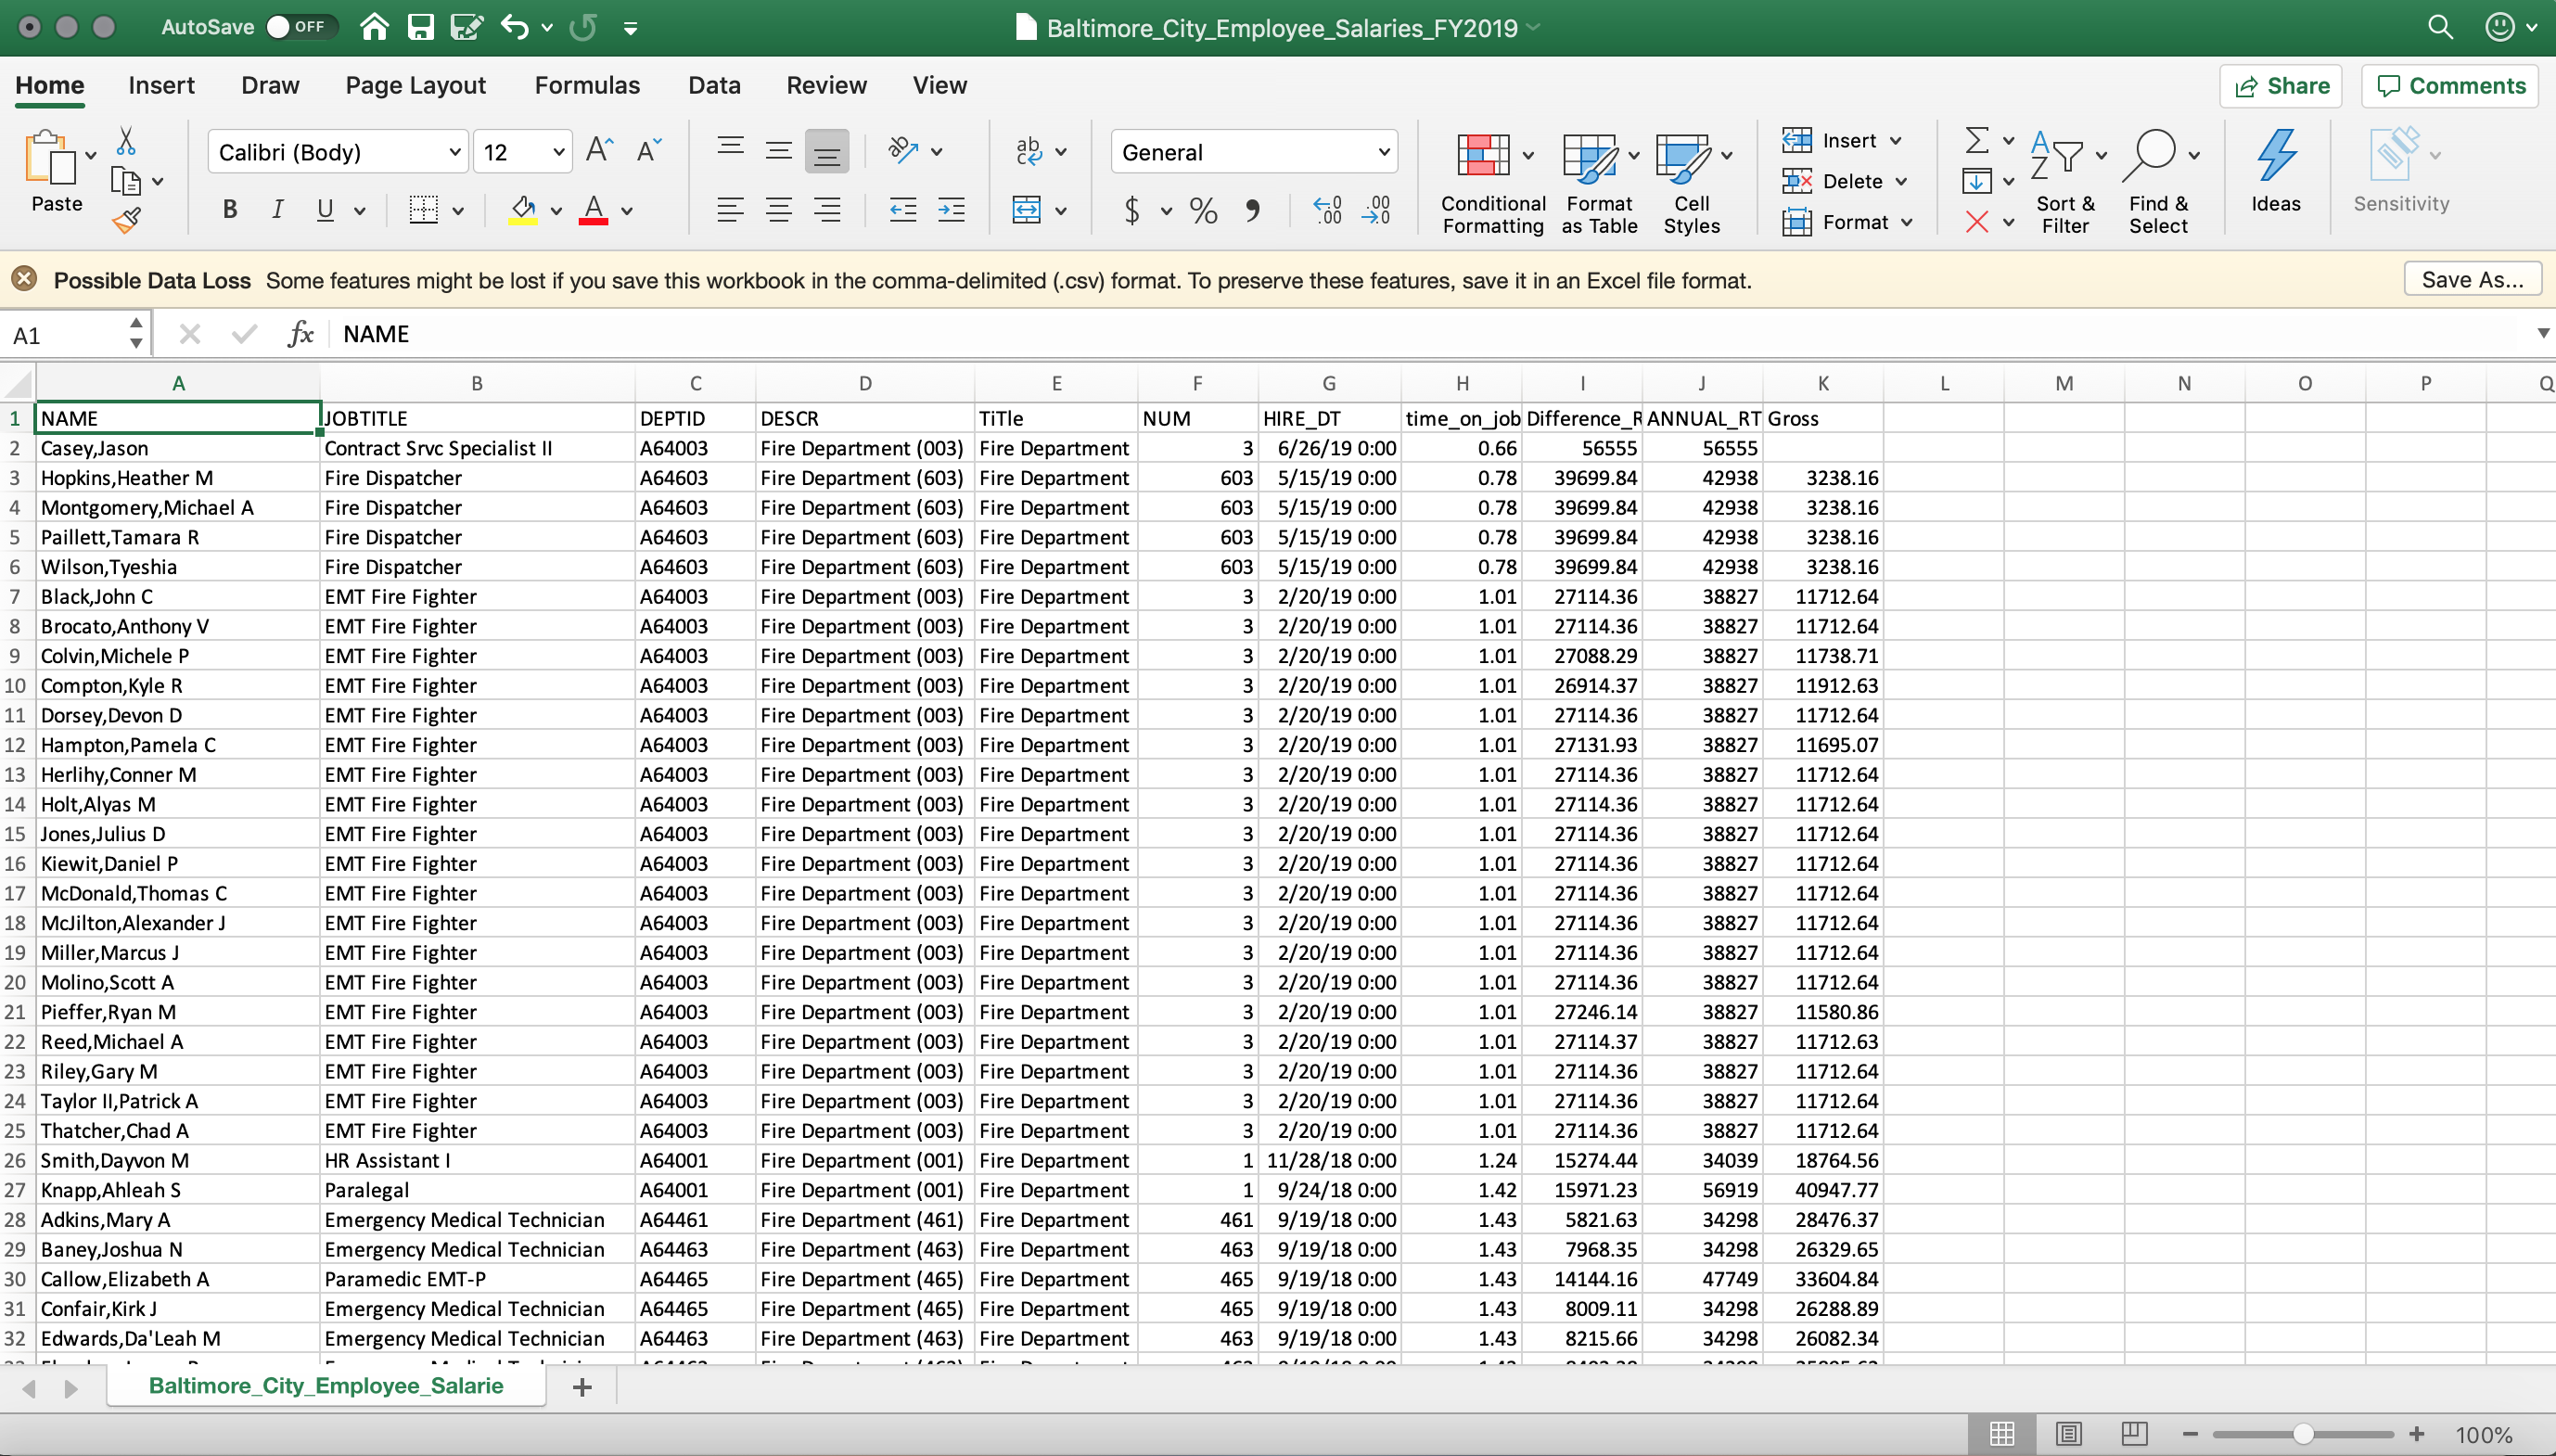 AutoSave OFF Baltimore_City_Employee_Salaries_FY2019
Home Insert Draw Page Layout Formulas Data Review View Share Comments
Paste Calibri (Body) 12 General Conditional Formatting Format as Table Cell Styles Insert Delete Format Sort & Filter Find & Select Ideas Sensitivity
Possible Data Loss Some features might be lost if you save this workbook in the comma-delimited (.csv) format. To preserve these features, save it in an Excel file format. Save As...
A1 fx NAME
A B C D E F G H I J K L M N O P Q
1 NAME JOBTITLE DEPTID DESCR TiTle NUM HIRE_DT time_on_job Difference_R ANNUAL_RT Gross
2 Casey,Jason Contract Srvc Specialist II A64003 Fire Department (003) Fire Department 3 6/26/19 0:00 0.66 56555 56555
3 Hopkins,Heather M Fire Dispatcher A64603 Fire Department (603) Fire Department 603 5/15/19 0:00 0.78 39699.84 42938 3238.16
4 Montgomery,Michael A Fire Dispatcher A64603 Fire Department (603) Fire Department 603 5/15/19 0:00 0.78 39699.84 42938 3238.16
5 Paillett,Tamara R Fire Dispatcher A64603 Fire Department (603) Fire Department 603 5/15/19 0:00 0.78 39699.84 42938 3238.16
6 Wilson,Tyeshia Fire Dispatcher A64603 Fire Department (603) Fire Department 603 5/15/19 0:00 0.78 39699.84 42938 3238.16
7 Black,John C EMT Fire Fighter A64003 Fire Department (003) Fire Department 3 2/20/19 0:00 1.01 27114.36 38827 11712.64
8 Brocato,Anthony V EMT Fire Fighter A64003 Fire Department (003) Fire Department 3 2/20/19 0:00 1.01 27114.36 38827 11712.64
9 Colvin,Michele P EMT Fire Fighter A64003 Fire Department (003) Fire Department 3 2/20/19 0:00 1.01 27088.29 38827 11738.71
10 Compton,Kyle R EMT Fire Fighter A64003 Fire Department (003) Fire Department 3 2/20/19 0:00 1.01 26914.37 38827 11912.63
11 Dorsey,Devon D EMT Fire Fighter A64003 Fire Department (003) Fire Department 3 2/20/19 0:00 1.01 27114.36 38827 11712.64
12 Hampton,Pamela C EMT Fire Fighter A64003 Fire Department (003) Fire Department 3 2/20/19 0:00 1.01 27131.93 38827 11695.07
13 Herlihy,Conner M EMT Fire Fighter A64003 Fire Department (003) Fire Department 3 2/20/19 0:00 1.01 27114.36 38827 11712.64
14 Holt,Alyas M EMT Fire Fighter A64003 Fire Department (003) Fire Department 3 2/20/19 0:00 1.01 27114.36 38827 11712.64
15 Jones,Julius D EMT Fire Fighter A64003 Fire Department (003) Fire Department 3 2/20/19 0:00 1.01 27114.36 38827 11712.64
16 Kiewit,Daniel P EMT Fire Fighter A64003 Fire Department (003) Fire Department 3 2/20/19 0:00 1.01 27114.36 38827 11712.64
17 McDonald,Thomas C EMT Fire Fighter A64003 Fire Department (003) Fire Department 3 2/20/19 0:00 1.01 27114.36 38827 11712.64
18 McJilton,Alexander J EMT Fire Fighter A64003 Fire Department (003) Fire Department 3 2/20/19 0:00 1.01 27114.36 38827 11712.64
19 Miller,Marcus J EMT Fire Fighter A64003 Fire Department (003) Fire Department 3 2/20/19 0:00 1.01 27114.36 38827 11712.64
20 Molino,Scott A EMT Fire Fighter A64003 Fire Department (003) Fire Department 3 2/20/19 0:00 1.01 27114.36 38827 11712.64
21 Pieffer,Ryan M EMT Fire Fighter A64003 Fire Department (003) Fire Department 3 2/20/19 0:00 1.01 27246.14 38827 11580.86
22 Reed,Michael A EMT Fire Fighter A64003 Fire Department (003) Fire Department 3 2/20/19 0:00 1.01 27114.37 38827 11712.63
23 Riley,Gary M EMT Fire Fighter A64003 Fire Department (003) Fire Department 3 2/20/19 0:00 1.01 27114.36 38827 11712.64
24 Taylor II,Patrick A EMT Fire Fighter A64003 Fire Department (003) Fire Department 3 2/20/19 0:00 1.01 27114.36 38827 11712.64
25 Thatcher,Chad A EMT Fire Fighter A64003 Fire Department (003) Fire Department 3 2/20/19 0:00 1.01 27114.36 38827 11712.64
26 Smith,Dayvon M HR Assistant I A64001 Fire Department (001) Fire Department 1 11/28/18 0:00 1.24 15274.44 34039 18764.56
27 Knapp,Ahleah S Paralegal A64001 Fire Department (001) Fire Department 1 9/24/18 0:00 1.42 15971.23 56919 40947.77
28 Adkins,Mary A Emergency Medical Technician A64461 Fire Department (461) Fire Department 461 9/19/18 0:00 1.43 5821.63 34298 28476.37
29 Baney,Joshua N Emergency Medical Technician A64463 Fire Department (463) Fire Department 463 9/19/18 0:00 1.43 7968.35 34298 26329.65
30 Callow,Elizabeth A Paramedic EMT-P A64465 Fire Department (465) Fire Department 465 9/19/18 0:00 1.43 14144.16 47749 33604.84
31 Confair,Kirk J Emergency Medical Technician A64465 Fire Department (465) Fire Department 465 9/19/18 0:00 1.43 8009.11 34298 26288.89
32 Edwards,Da'Leah M Emergency Medical Technician A64463 Fire Department (463) Fire Department 463 9/19/18 0:00 1.43 8215.66 34298 26082.34
Baltimore_City_Employee_Salarie +
100%